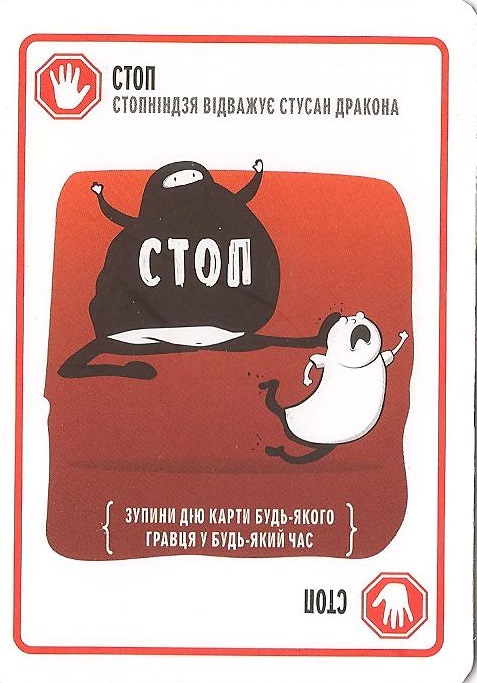 СТОП
СТОПНІНДЗЯ ВІДВАЖУЄ СТУСАН ДРАКОНА
СТОП
ЗУПИНИ ДІЮ КАРТИ БУДЬ-ЯКОГО
ГРАВЦЯ У БУДЬ-ЯКИЙ ЧАС
СТОП